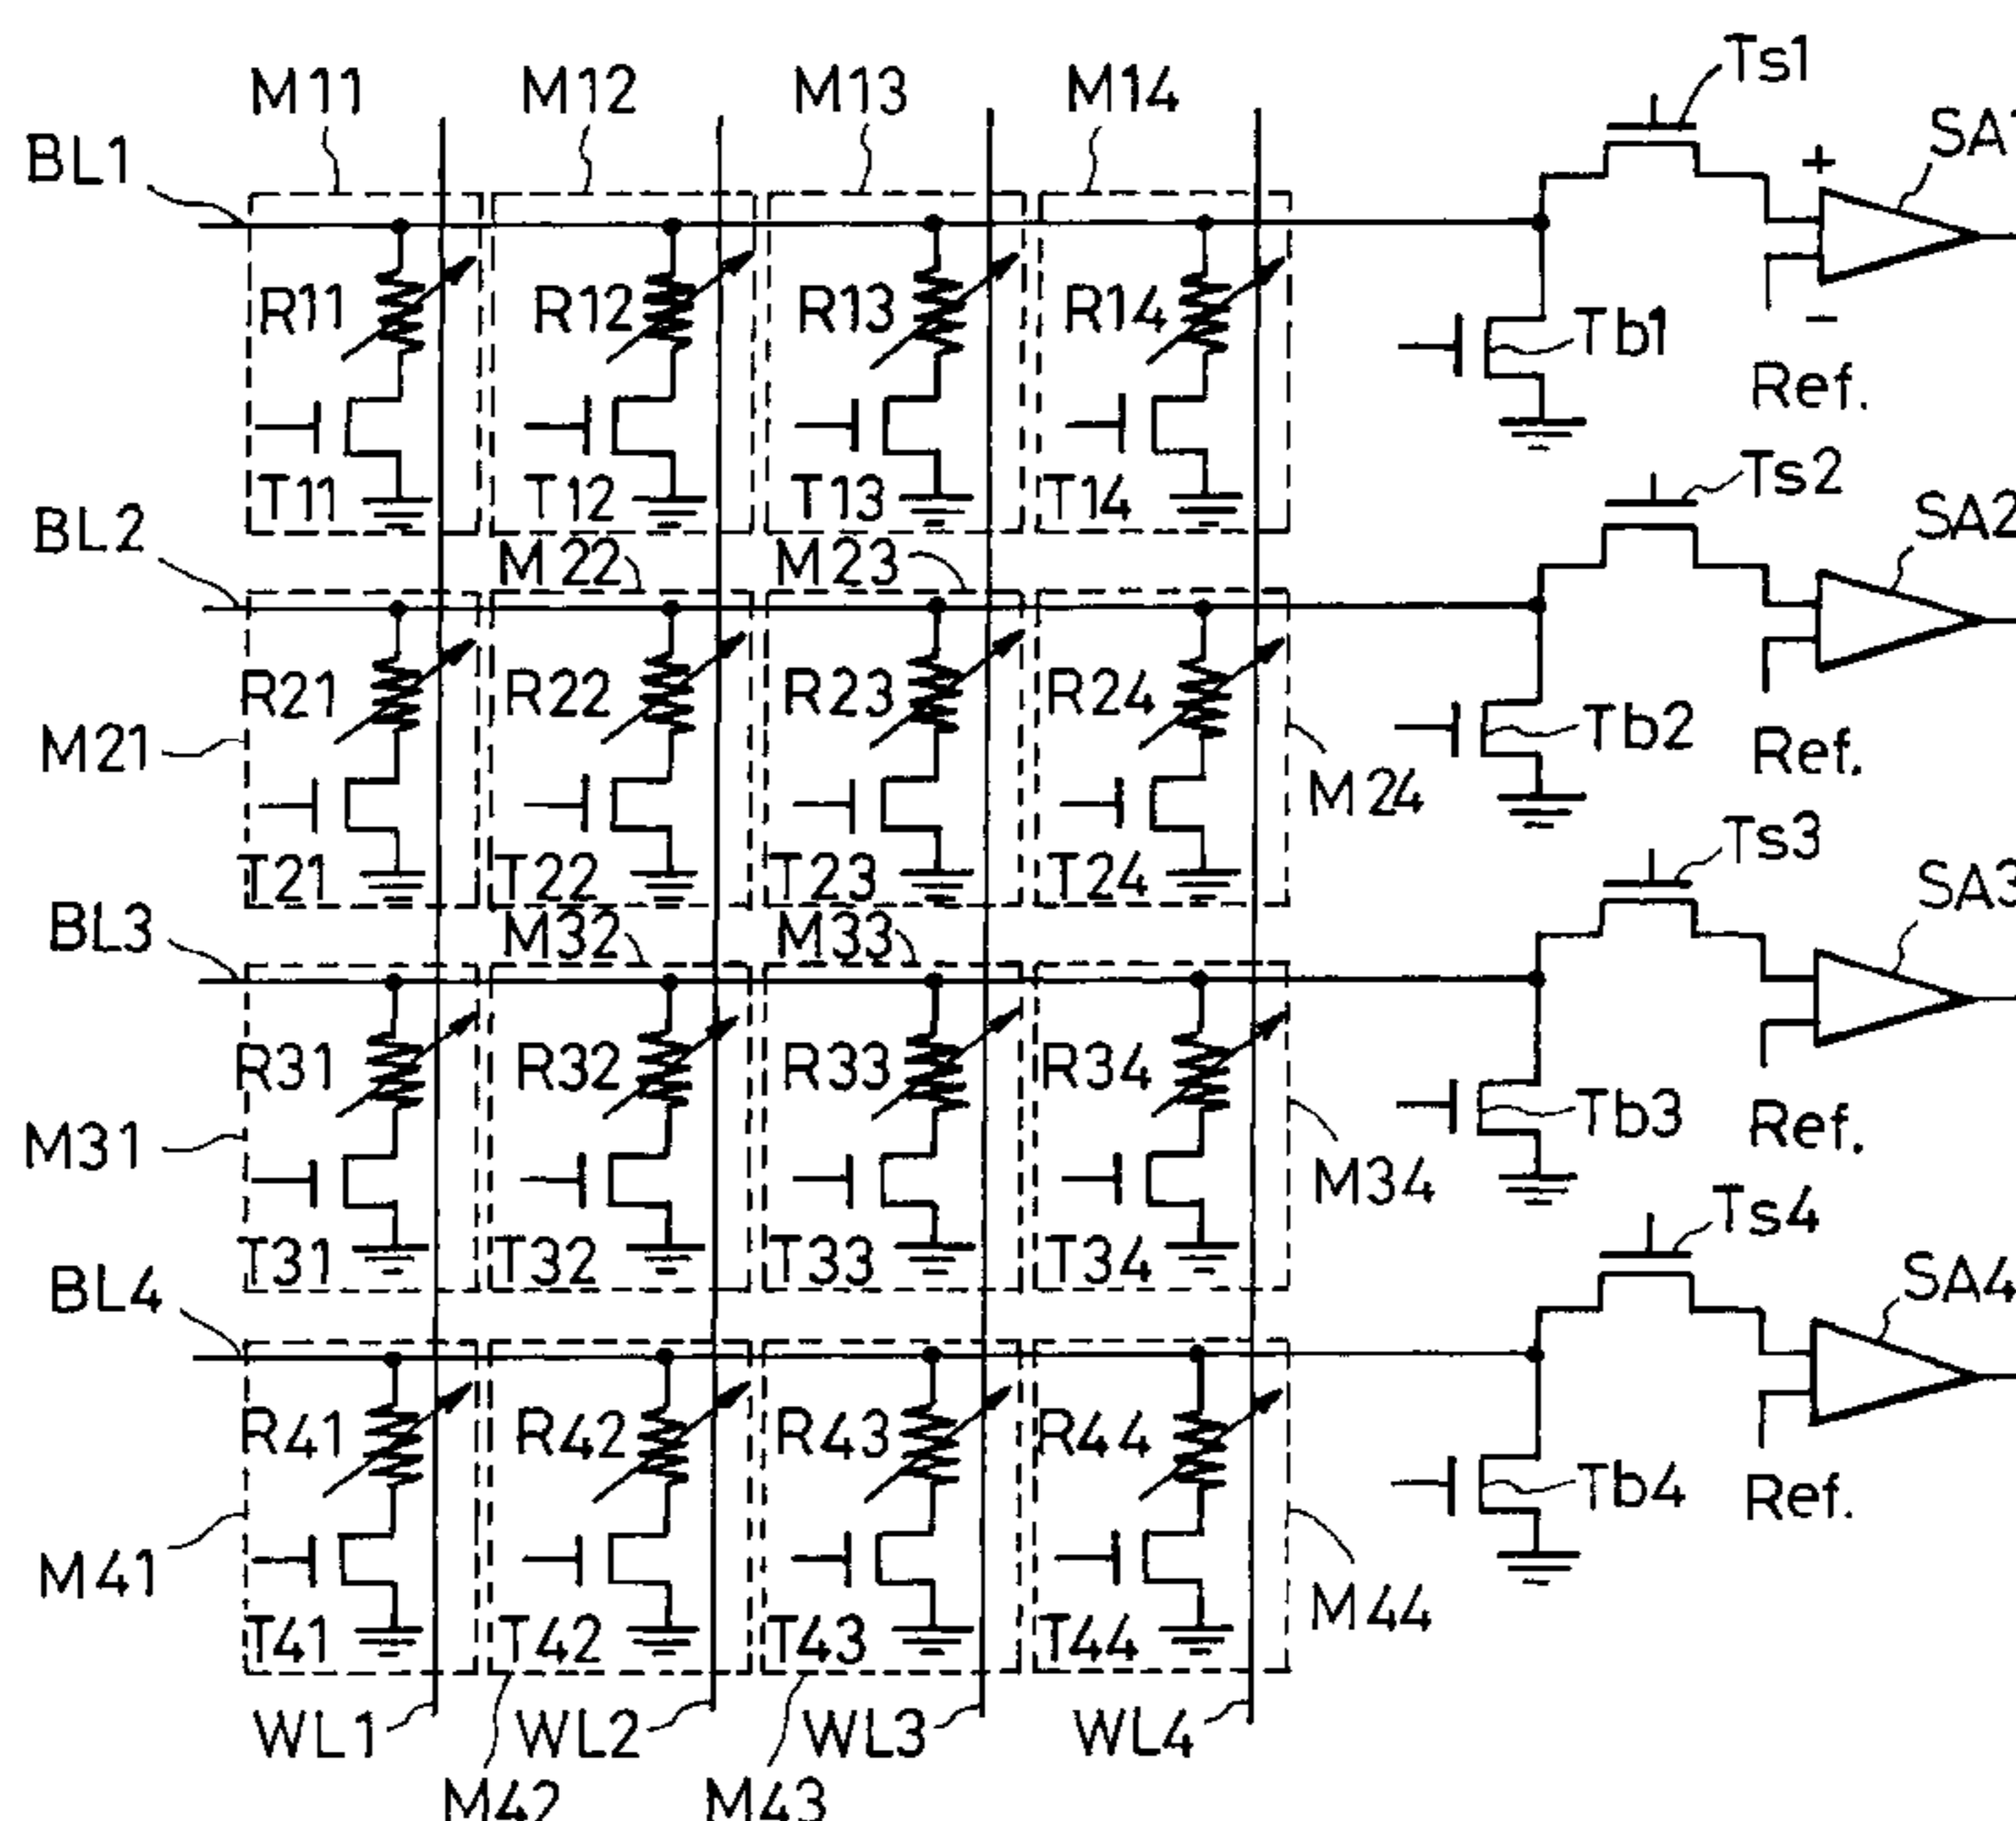 Ts1
M11 M12 M13 M14
SA1
BL1
+
R11 R12 R13 R14
Tb1
−
Ref.
T11 T12 T13 T14
Ts2
BL2
SA2
M22 M23
R21 R22 R23 R24
M21
Tb2
Ref.
M24
Ts3
T21 T22 T23 T24
SA3
BL3
M32 M33
R31 R32 R33 R34
Tb3
Ref.
M31
M34
Ts4
T31 T32 T33 T34
BL4
SA4
R41 R42 R43 R44
Tb4
Ref.
M41
M44
T41 T42 T43 T44
WL1 WL2 WL3 WL4
M42 M43